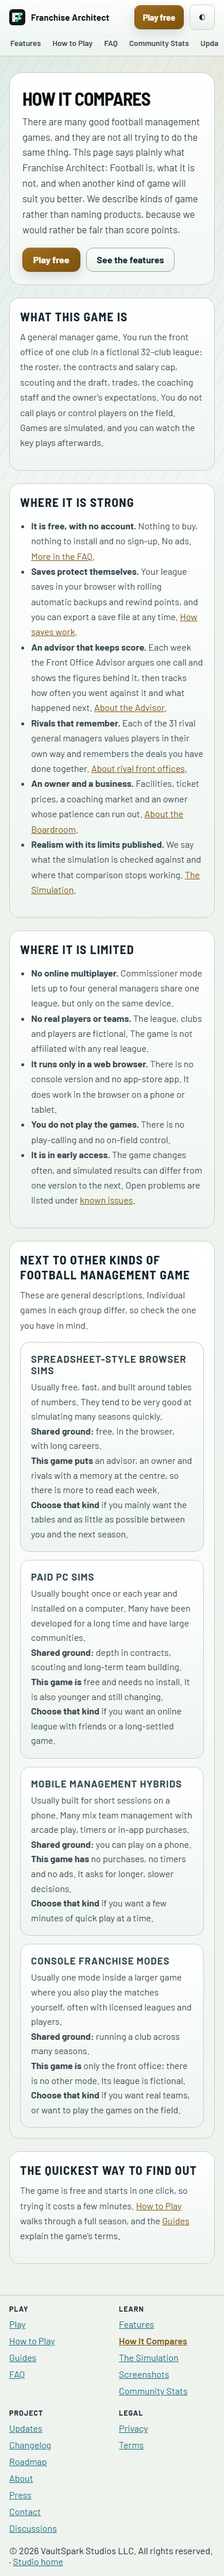 Franchise Architect
Play free
Features How to Play FAQ Community Stats Upda
HOW IT COMPARES
There are many football management
games, and they are not all trying to do the
same thing. This page says plainly what
Franchise Architect: Football is, what it
is not, and when another kind of game will
suit you better. We describe kinds of game
rather than naming products, because we
would rather be fair than score points.
Play free
See the features
WHAT THIS GAME IS
A general manager game. You run the front
office of one club in a fictional 32-club league:
the roster, the contracts and salary cap,
scouting and the draft, trades, the coaching
staff and the owner's expectations. You do not
call plays or control players on the field.
Games are simulated, and you can watch the
key plays afterwards.
WHERE IT IS STRONG
• It is free, with no account. Nothing to buy,
nothing to install and no sign-up. No ads.
More in the FAQ.
• Saves protect themselves. Your league
saves in your browser with rolling
automatic backups and rewind points, and
you can export a save file at any time. How
saves work.
• An advisor that keeps score. Each week
the Front Office Advisor argues one call and
shows the figures behind it, then tracks
how often you were against it and what
happened next. About the Advisor.
• Rivals that remember. Each of the 31 rival
general managers values players in their
own way and remembers the deals you have
done together. About rival front offices.
• An owner and a business. Facilities, ticket
prices, a coaching market and an owner
whose patience can run out. About the
Boardroom.
• Realism with its limits published. We say
what the simulation is checked against and
where that comparison stops working. The
Simulation.
WHERE IT IS LIMITED
• No online multiplayer. Commissioner mode
lets up to four general managers share one
league, but only on the same device.
• No real players or teams. The league, clubs
and players are fictional. The game is not
affiliated with any real league.
• It runs only in a web browser. There is no
console version and no app-store app. It
does work in the browser on a phone or
tablet.
• You do not play the games. There is no
play-calling and no on-field control.
• It is in early access. The game changes
often, and simulated results can differ from
one version to the next. Open problems are
listed under known issues.
NEXT TO OTHER KINDS OF
FOOTBALL MANAGEMENT GAME
These are general descriptions. Individual
games in each group differ, so check the one
you have in mind.
SPREADSHEET-STYLE BROWSER
SIMS
Usually free, fast, and built around tables
of numbers. They tend to be very good at
simulating many seasons quickly.
Shared ground: free, in the browser,
with long careers.
This game puts an advisor, an owner and
rivals with a memory at the centre, so
there is more to read each week.
Choose that kind if you mainly want the
tables and as little as possible between
you and the next season.
PAID PC SIMS
Usually bought once or each year and
installed on a computer. Many have been
developed for a long time and have large
communities.
Shared ground: depth in contracts,
scouting and long-term team building.
This game is free and needs no install. It
is also younger and still changing.
Choose that kind if you want an online
league with friends or a long-settled
game.
MOBILE MANAGEMENT HYBRIDS
Usually built for short sessions on a
phone. Many mix team management with
arcade play, timers or in-app purchases.
Shared ground: you can play on a phone.
This game has no purchases, no timers
and no ads. It asks for longer, slower
decisions.
Choose that kind if you want a few
minutes of quick play at a time.
CONSOLE FRANCHISE MODES
Usually one mode inside a larger game
where you also play the matches
yourself, often with licensed leagues and
players.
Shared ground: running a club across
many seasons.
This game is only the front office; there
is no other mode. Its league is fictional.
Choose that kind if you want real teams,
or want to play the games on the field.
THE QUICKEST WAY TO FIND OUT
The game is free and starts in one click, so
trying it costs a few minutes. How to Play
walks through a full season, and the Guides
explain the game's terms.
PLAY
Play
How to Play
Guides
FAQ
LEARN
Features
How It Compares
The Simulation
Screenshots
Community Stats
PROJECT
Updates
Changelog
Roadmap
About
Press
Contact
Discussions
LEGAL
Privacy
Terms
© 2026 VaultSpark Studios LLC. All rights reserved.
· Studio home